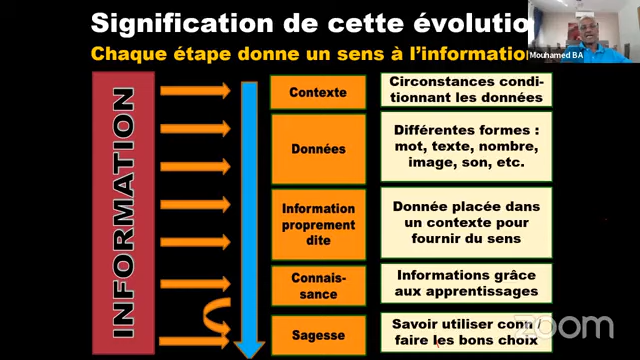 Signification de cette évolutio
Chaque étape donne un sens à l'informatio
Mouhamed BA
INFORMATION
Contexte
Circonstances condi-
tionnant les données
Données
Différentes formes :
mot, texte, nombre,
image, son, etc.
Information
proprement
dite
Donnée placée dans
un contexte pour
fournir du sens
Connais-
sance
Informations grâce
aux apprentissages
Sagesse
Savoir utiliser conn/
faire les bons choix
zoom